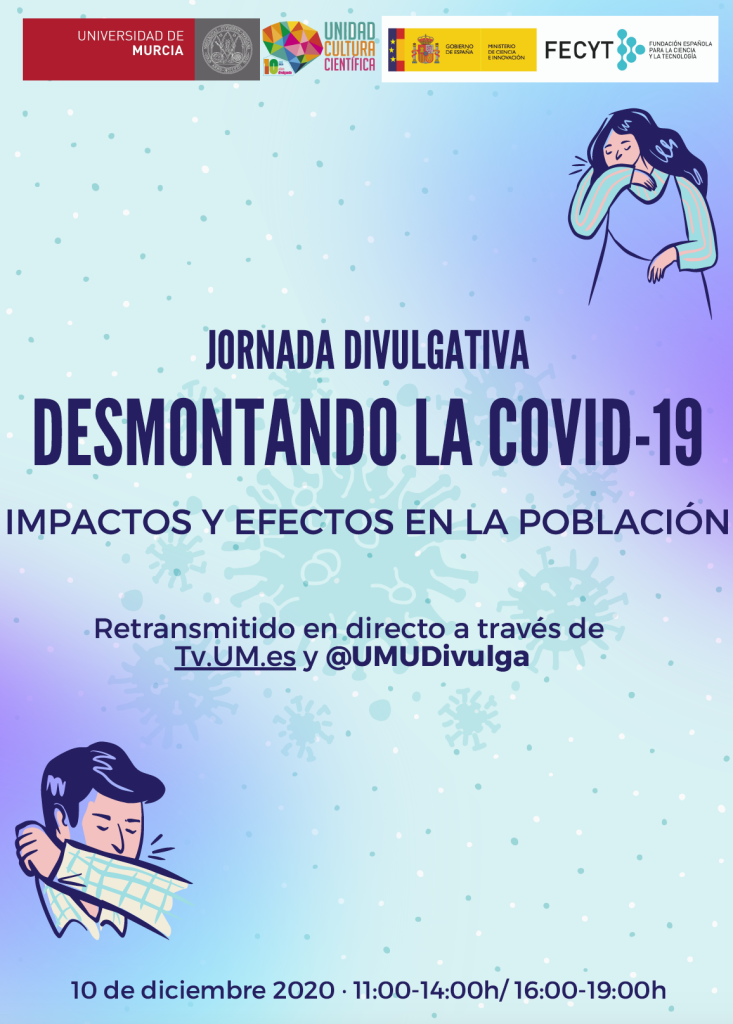 UNIVERSIDAD DE
MURCIA
UNIDAD
CULTURA
CIENTÍFICA
GOBIERNO
DE ESPAÑA
MINISTERIO
DE CIENCIA
E INNOVACIÓN
FECYT
FUNDACIÓN ESPAÑOLA
PARA LA CIENCIA
Y LA TECNOLOGÍA
JORNADA DIVULGATIVA
DESMONTANDO LA COVID-19
IMPACTOS Y EFECTOS EN LA POBLACIÓN
Retransmitido en directo a través de
Tv.UM.es y @UMUDivulga
10 de diciembre 2020 · 11:00-14:00h/ 16:00-19:00h